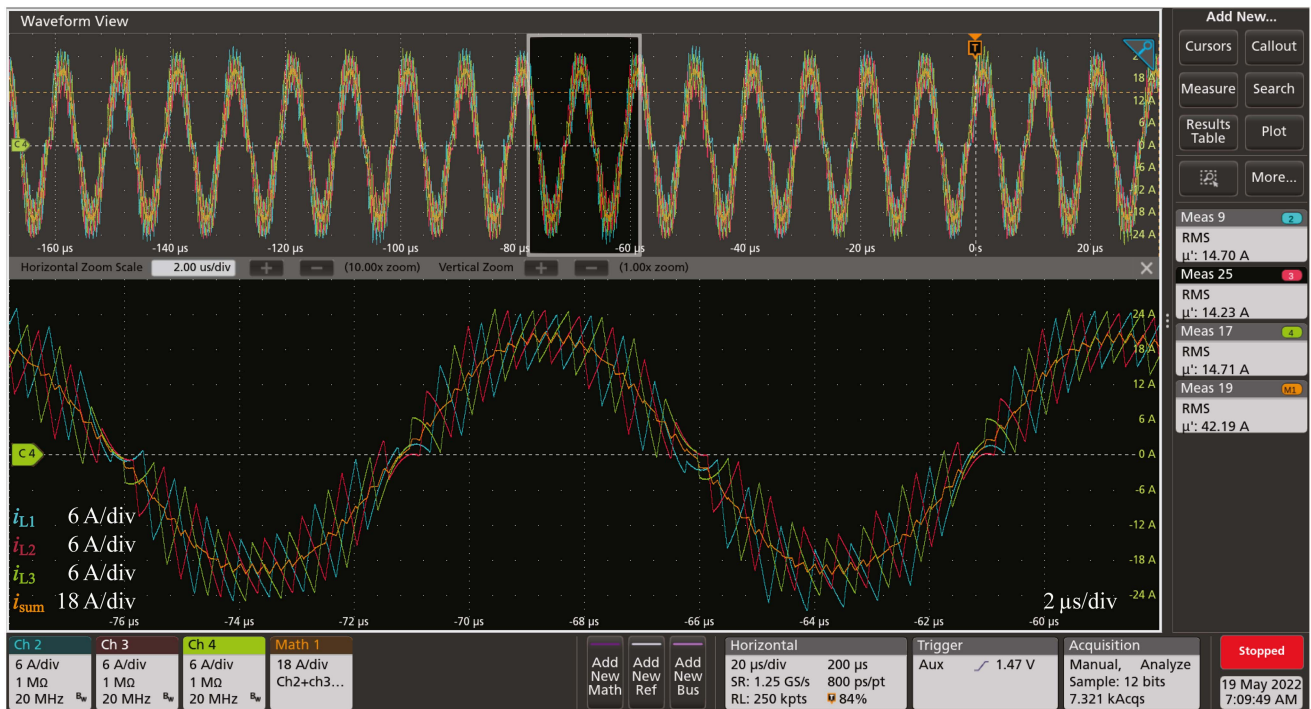 Waveform View
Add New...
Cursors
Callout
Measure
Search
Results Table
Plot
More...
T
18 A
12 A
6 A
0 A
-6 A
-12 A
-18 A
-24 A
C 4
-160 µs
-140 µs
-120 µs
-100 µs
-80 µs
-60 µs
-40 µs
-20 µs
0 s
20 µs
Horizontal Zoom Scale 2.00 us/div + − (10.00x zoom) Vertical Zoom + − (1.00x zoom)
Meas 9 2
RMS
µ': 14.70 A
Meas 25 3
RMS
µ': 14.23 A
Meas 17 4
RMS
µ': 14.71 A
Meas 19 M1
RMS
µ': 42.19 A
24 A
18 A
12 A
6 A
0 A
-6 A
-12 A
-18 A
-24 A
C 4
iL1 6 A/div
iL2 6 A/div
iL3 6 A/div
isum 18 A/div
2 µs/div
-76 µs
-74 µs
-72 µs
-70 µs
-68 µs
-66 µs
-64 µs
-62 µs
-60 µs
Ch 2
6 A/div
1 MΩ
20 MHz Bw
Ch 3
6 A/div
1 MΩ
20 MHz Bw
Ch 4
6 A/div
1 MΩ
20 MHz Bw
Math 1
18 A/div
Ch2+ch3...
Add New Math
Add New Ref
Add New Bus
Horizontal
20 µs/div 200 µs
SR: 1.25 GS/s 800 ps/pt
RL: 250 kpts 84%
Trigger
Aux 1.47 V
Acquisition
Manual, Analyze
Sample: 12 bits
7.321 kAcqs
Stopped
19 May 2022
7:09:49 AM